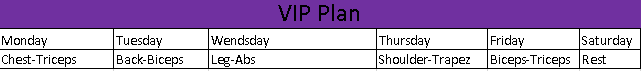 VIP Plan
Monday Tuesday Wendsday Thursday Friday Saturday
Chest-Triceps Back-Biceps Leg-Abs Shoulder-Trapez Biceps-Triceps Rest